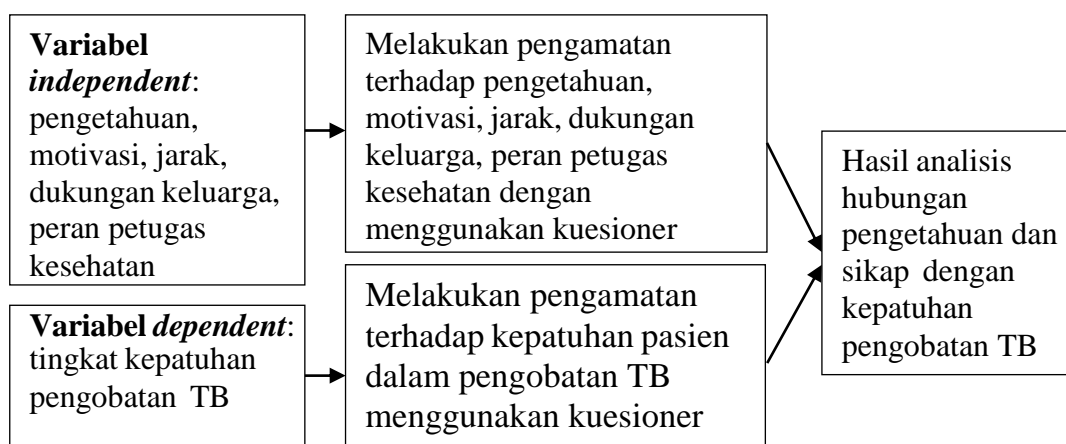 Variabel
independent:
pengetahuan,
motivasi, jarak,
dukungan keluarga,
peran petugas
kesehatan
Melakukan pengamatan
terhadap pengetahuan,
motivasi, jarak, dukungan
keluarga, peran petugas
kesehatan dengan
menggunakan kuesioner
Variabel dependent:
tingkat kepatuhan
pengobatan TB
Melakukan pengamatan
terhadap kepatuhan pasien
dalam pengobatan TB
menggunakan kuesioner
Hasil analisis
hubungan
pengetahuan dan
sikap dengan
kepatuhan
pengobatan TB